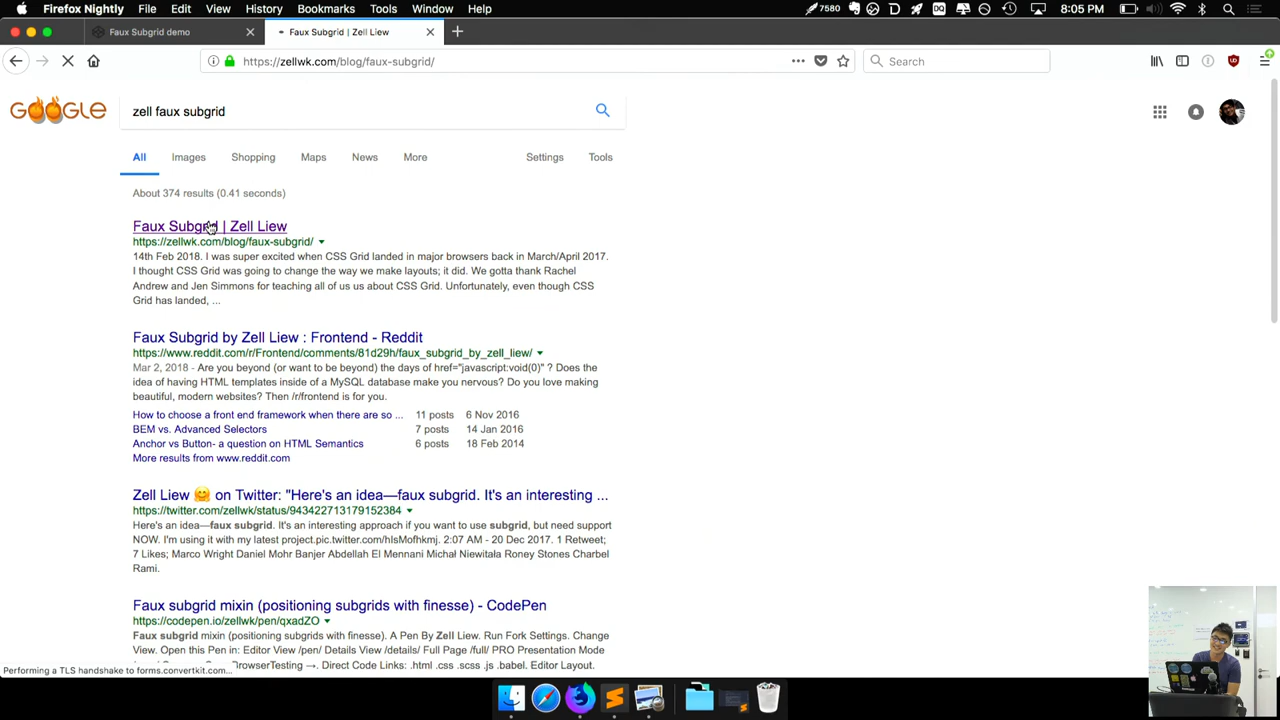 Firefox Nightly File Edit View History Bookmarks Tools Window Help 7580 8:05 PM
Faux Subgrid demo
Faux Subgrid | Zell Liew
https://zellwk.com/blog/faux-subgrid/
Search
Google
zell faux subgrid
All Images Shopping Maps News More Settings Tools
About 374 results (0.41 seconds)
Faux Subgrid | Zell Liew
https://zellwk.com/blog/faux-subgrid/
14th Feb 2018. I was super excited when CSS Grid landed in major browsers back in March/April 2017.
I thought CSS Grid was going to change the way we make layouts; it did. We gotta thank Rachel
Andrew and Jen Simmons for teaching all of us us about CSS Grid. Unfortunately, even though CSS
Grid has landed, ...
Faux Subgrid by Zell Liew : Frontend - Reddit
https://www.reddit.com/r/Frontend/comments/81d29h/faux_subgrid_by_zell_liew/
Mar 2, 2018 - Are you beyond (or want to be beyond) the days of href="javascript:void(0)" ? Does the
idea of having HTML templates inside of a MySQL database make you nervous? Do you love making
beautiful, modern websites? Then /r/frontend is for you.
How to choose a front end framework when there are so ... 11 posts 6 Nov 2016
BEM vs. Advanced Selectors 7 posts 14 Jan 2016
Anchor vs Button- a question on HTML Semantics 6 posts 18 Feb 2014
More results from www.reddit.com
Zell Liew 🤗 on Twitter: "Here's an idea—faux subgrid. It's an interesting ...
https://twitter.com/zellwk/status/943422713179152384
Here's an idea—faux subgrid. It's an interesting approach if you want to use subgrid, but need support
NOW. I'm using it with my latest project.pic.twitter.com/hIsMofhkmj. 2:07 AM - 20 Dec 2017. 1 Retweet;
7 Likes; Marco Wright Daniel Mohr Banjer Abdellah El Mennani Michał Niewitała Roney Stones Charbel
Rami.
Faux subgrid mixin (positioning subgrids with finesse) - CodePen
https://codepen.io/zellwk/pen/qxadZO
Faux subgrid mixin (positioning subgrids with finesse). A Pen By Zell Liew. Run Fork Settings. Change
View. Open this Pen in: Editor View /pen/ Details View /details/ Full Page /full/ PRO Presentation Mode
Direct Code Links: .html .css .scss .js .babel. Editor Layout.
Performing a TLS handshake to forms.convertkit.com...